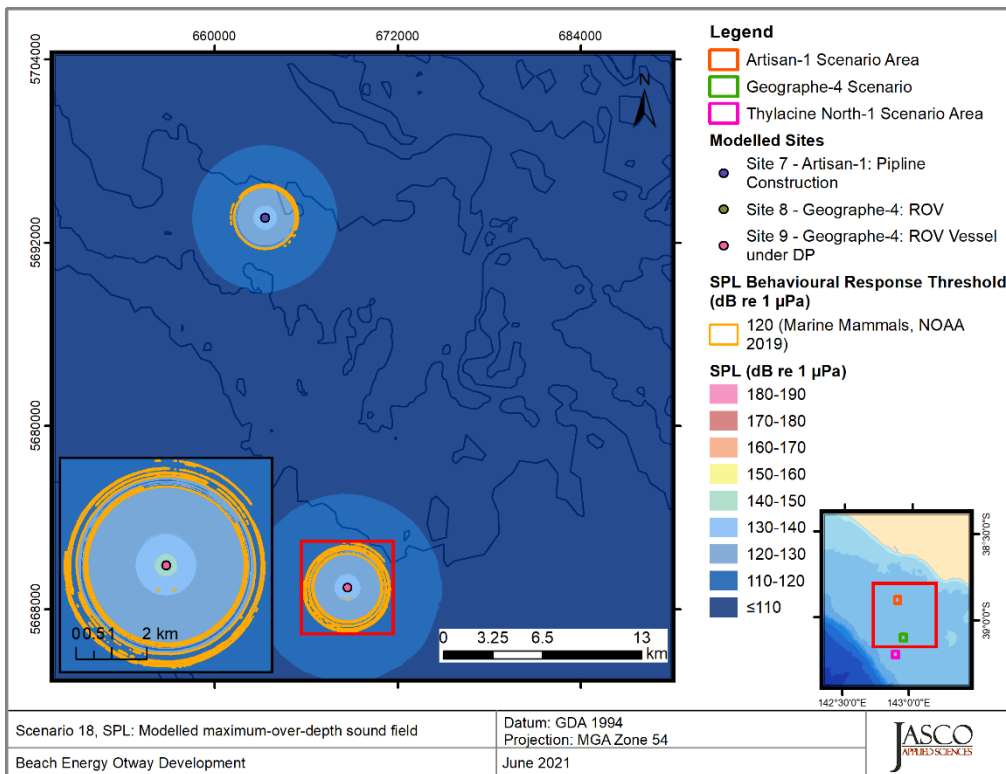 660000 672000 684000
5704000
5692000
5680000
5668000
N
0 0.5 1 2 km
0 3.25 6.5 13
km
Legend
Artisan-1 Scenario Area
Geographe-4 Scenario
Thylacine North-1 Scenario Area
Modelled Sites
Site 7 - Artisan-1: Pipline
Construction
Site 8 - Geographe-4: ROV
Site 9 - Geographe-4: ROV Vessel
under DP
SPL Behavioural Response Threshold
(dB re 1 µPa)
120 (Marine Mammals, NOAA
2019)
SPL (dB re 1 µPa)
180-190
170-180
160-170
150-160
140-150
130-140
120-130
110-120
≤110
38°30'0"S
39°0'0"S
142°30'0"E 143°0'0"E
Scenario 18, SPL: Modelled maximum-over-depth sound field
Datum: GDA 1994
Projection: MGA Zone 54
Beach Energy Otway Development
June 2021
JASCO
APPLIED SCIENCES